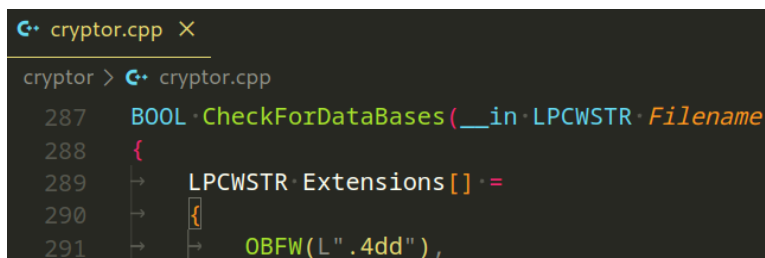 cryptor.cpp
cryptor > cryptor.cpp
287 BOOL CheckForDataBases(__in LPCWSTR Filename
288 {
289 LPCWSTR Extensions[] =
290 {
291 OBFW(L".4dd"),